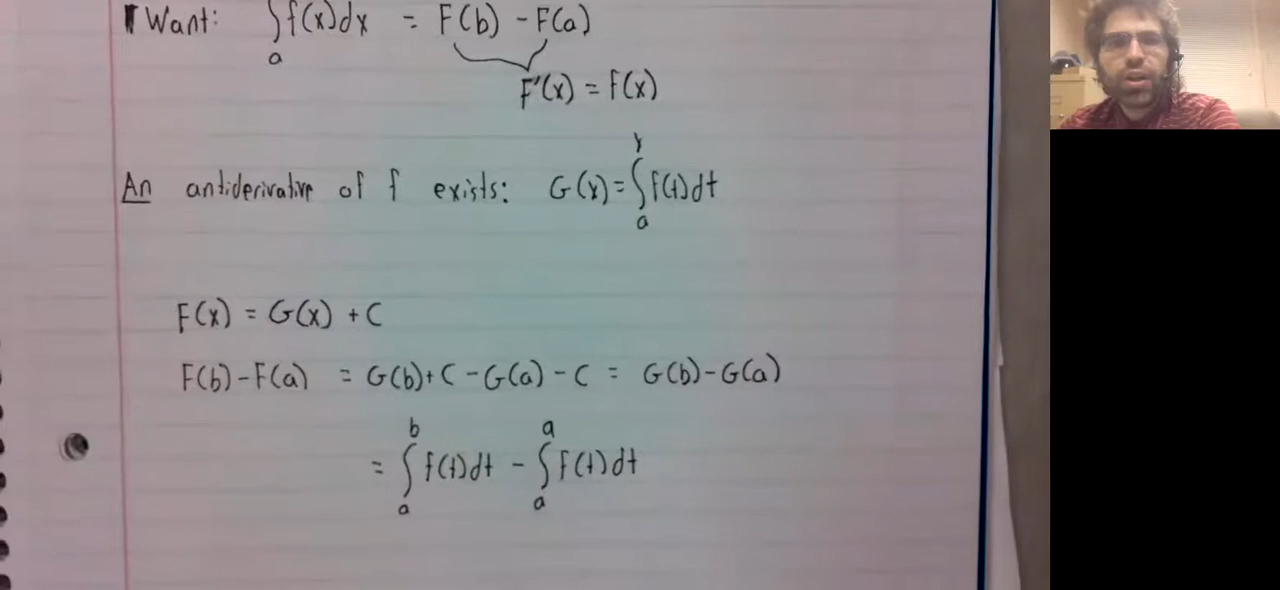 Want: ∫ₐ f(x)dx = F(b) - F(a)
F'(x) = f(x)
An antiderivative of f exists: G(x) = ∫ₐˣ f(t)dt
F(x) = G(x) + C
F(b) - F(a) = G(b) + C - G(a) - C = G(b) - G(a)
= ∫ₐᵇ f(t)dt - ∫ₐᵃ f(t)dt